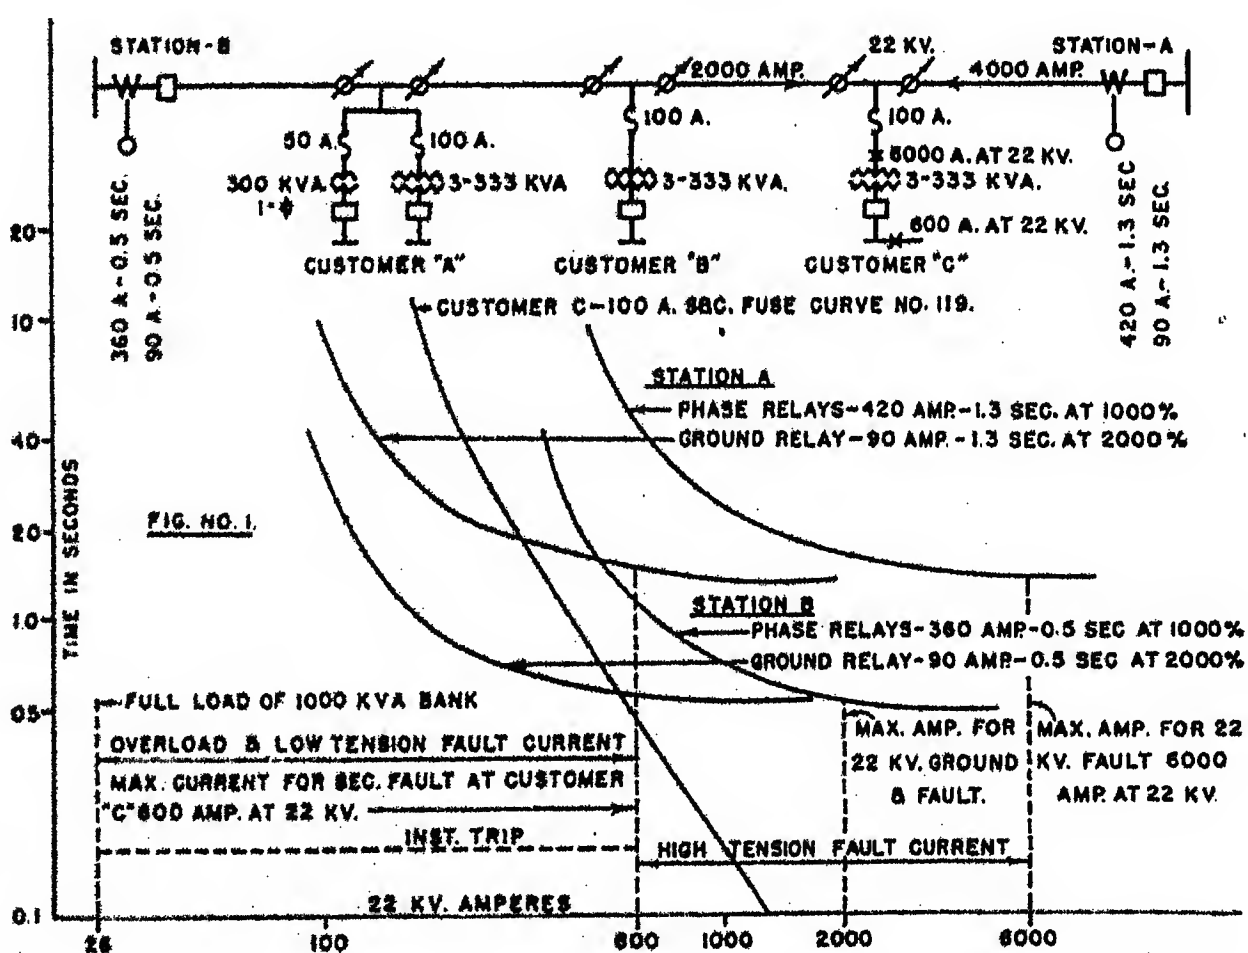 STATION-B
22 KV.
STATION-A
2000 AMP.
4000 AMP.
50 A.
100 A.
100 A.
100 A.
6000 A. AT 22 KV.
300 KVA
1-ϕ
3-333 KVA
3-333 KVA.
3-333 KVA.
600 A. AT 22 KV.
CUSTOMER "A"
CUSTOMER "B"
CUSTOMER "C"
360 A-0.5 SEC.
90 A-0.5 SEC.
420 A.-1.3 SEC
90 A.-1.3 SEC.
CUSTOMER C-100 A. SEC. FUSE CURVE NO. 119.
STATION A
PHASE RELAYS-420 AMP.-1.3 SEC. AT 1000%
GROUND RELAY-90 AMP.-1.3 SEC. AT 2000%
FIG. NO. 1.
STATION B
PHASE RELAYS-360 AMP.-0.5 SEC AT 1000%
GROUND RELAY-90 AMP.-0.5 SEC AT 2000%
FULL LOAD OF 1000 KVA BANK
OVERLOAD & LOW TENSION FAULT CURRENT
MAX. CURRENT FOR SEC. FAULT AT CUSTOMER
"C" 600 AMP. AT 22 KV.
INST. TRIP
MAX. AMP. FOR
22 KV. GROUND
& FAULT.
MAX. AMP. FOR 22
KV. FAULT 6000
AMP. AT 22 KV.
HIGH TENSION FAULT CURRENT
22 KV. AMPERES
TIME IN SECONDS
20
10
4.0
2.0
1.0
0.5
0.1
26
100
600
1000
2000
6000